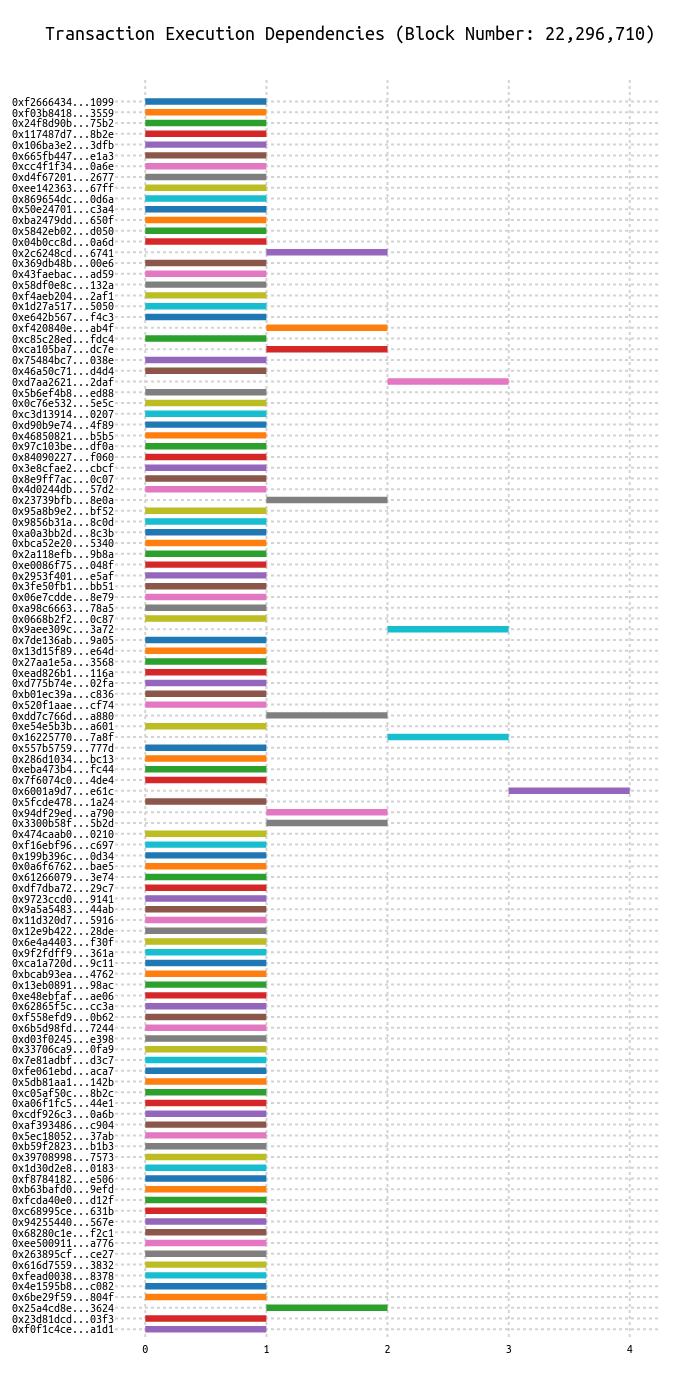 Transaction Execution Dependencies (Block Number: 22,296,710)
0xf2666434...1099
0xf03b8418...3559
0x24f8d90b...75b2
0x117487d7...8b2e
0x106ba3e2...3dfb
0x665fb447...e1a3
0xcc4f1f34...0a6e
0xd4f67201...2677
0xee142363...67ff
0x869654dc...0d6a
0x50e24701...c3a4
0xba2479dd...650f
0x5842eb02...d050
0x04b0cc8d...0a6d
0x2c6248cd...6741
0x369db48b...00e6
0x43faebac...ad59
0x58df0e8c...132a
0xf4aeb204...2af1
0x1d27a517...5050
0xe642b567...f4c3
0xf420840e...ab4f
0xc85c28ed...fdc4
0xca105ba7...dc7e
0x75484bc7...038e
0x46a50c71...d4d4
0xd7aa2621...2daf
0x5b6ef4b8...ed88
0x0c76e532...5e5c
0xc3d13914...0207
0xd90b9e74...4f89
0x46850821...b5b5
0x97c103be...df0a
0x84090227...f060
0x3e8cfae2...cbcf
0x8e9ff7ac...0c07
0x4d0244db...57d2
0x23739bfb...8e0a
0x95a8b9e2...bf52
0x9856b31a...8c0d
0xa0a3bb2d...8c3b
0xbca52e20...5340
0x2a118efb...9b8a
0xe0086f75...048f
0x2953f401...e5af
0x3fe50fb1...bb51
0x06e7cdde...8e79
0xa98c6663...78a5
0x0668b2f2...0c87
0x9aee309c...3a72
0x7de136ab...9a05
0x13d15f89...e64d
0x27aa1e5a...3568
0xead826b1...116a
0xd775b74e...02fa
0xb01ec39a...c836
0x520f1aae...cf74
0xdd7c766d...a880
0xe54e5b3b...a601
0x16225770...7a8f
0x557b5759...777d
0x286d1034...bc13
0xeba473b4...fc44
0x7f6074c0...4de4
0x6001a9d7...e61c
0x5fcde478...1a24
0x94df29ed...a790
0x3300b58f...5b2d
0x474caab0...0210
0xf16ebf96...c697
0x199b396c...0d34
0x0a6f6762...bae5
0x61266079...3e74
0xdf7dba72...29c7
0x9723ccd0...9141
0x9a5a5483...44ab
0x11d320d7...5916
0x12e9b422...28de
0x6e4a4403...f30f
0x9f2fdff9...361a
0xca1a720d...9c11
0xbcab93ea...4762
0x13eb0891...98ac
0xe48ebfaf...ae06
0x62865f5c...cc3a
0xf558efd9...0b62
0x6b5d98fd...7244
0xd03f0245...e398
0x33706ca9...0fa9
0x7e81adbf...d3c7
0xfe061ebd...aca7
0x5db81aa1...142b
0xc05af50c...8b2c
0xa06f1fc5...44e1
0xcdf926c3...0a6b
0xaf393486...c904
0x5ec18052...37ab
0xb59f2823...b1b3
0x39708998...7573
0x1d30d2e8...0183
0xf8784182...e506
0xb63bafd0...9efd
0xfcda40e0...d12f
0xc68995ce...631b
0x94255440...567e
0x68280c1e...f2c1
0xee500911...a776
0x263895cf...ce27
0x616d7559...3832
0xfead0038...8378
0x4e1595b8...c082
0x6be29f59...804f
0x25a4cd8e...3624
0x23d81dcd...03f3
0xf0f1c4ce...a1d1
0 1 2 3 4